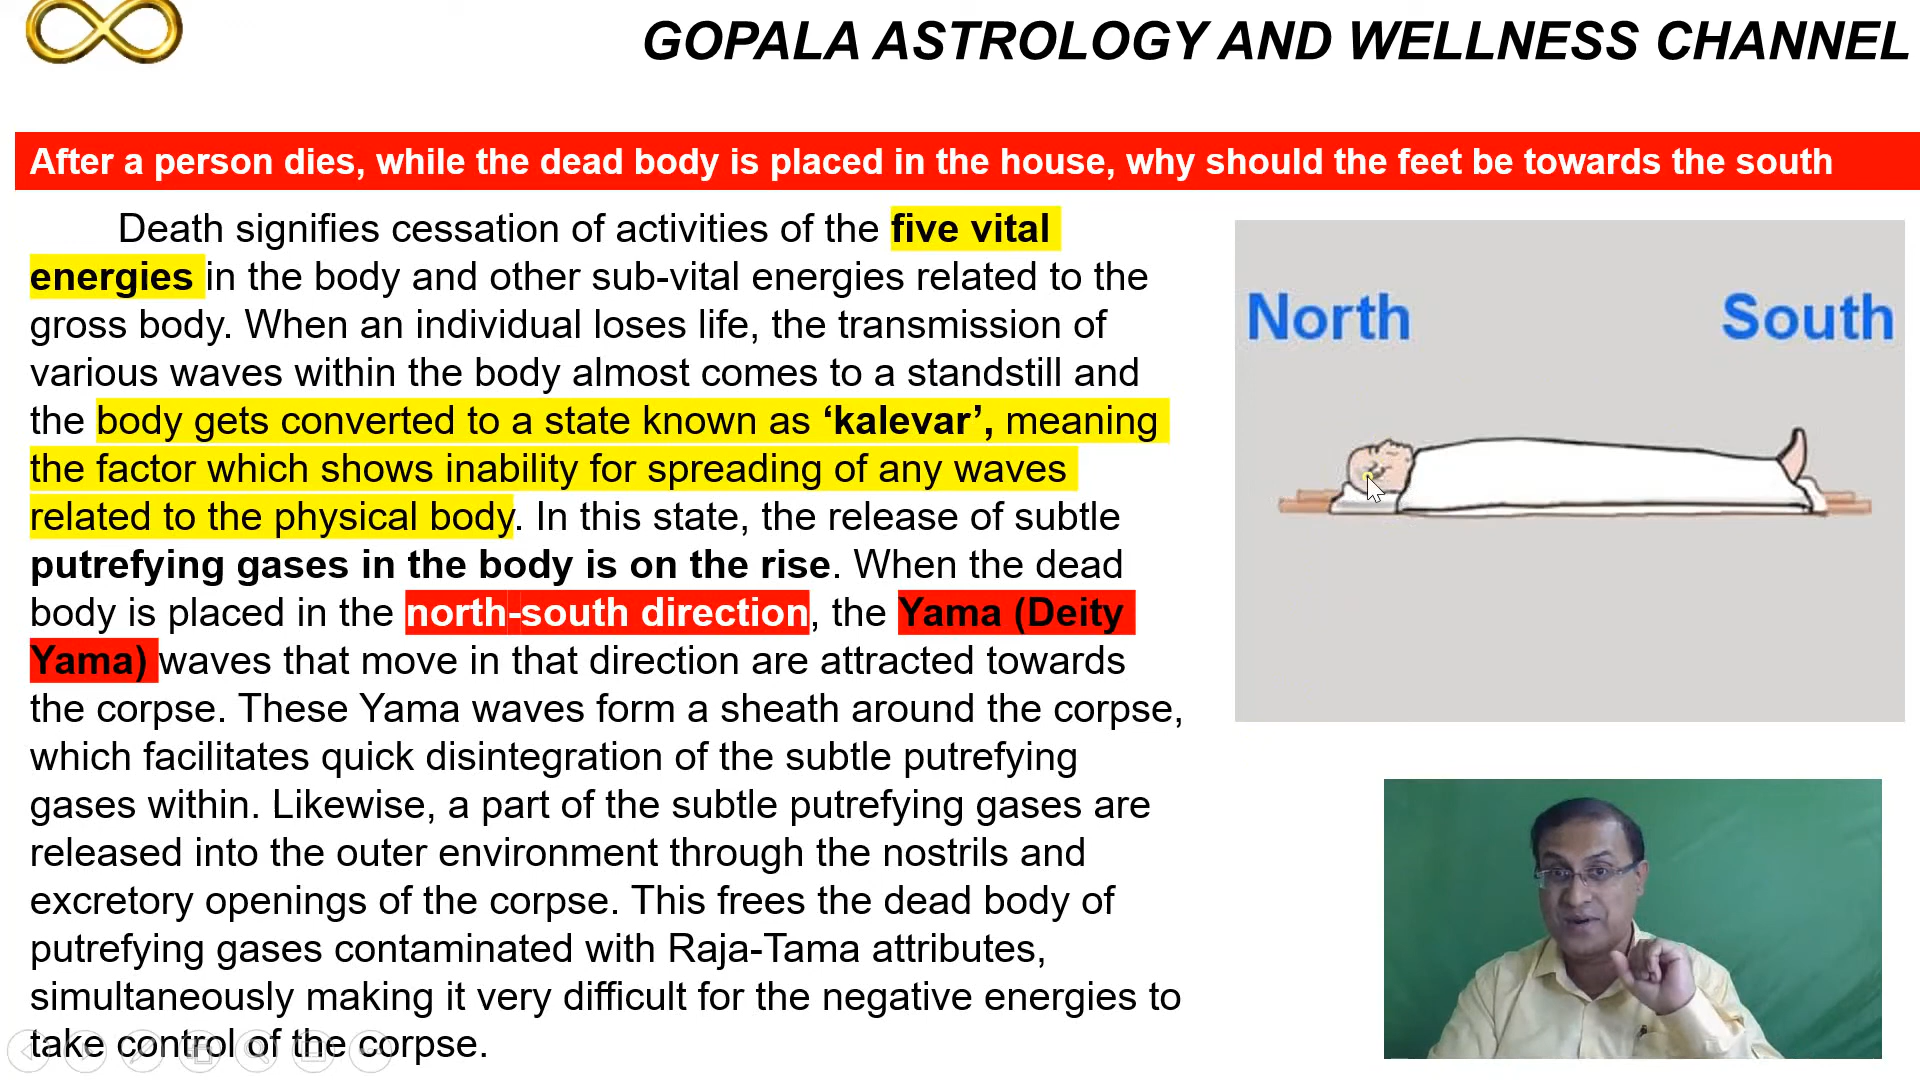 GOPALA ASTROLOGY AND WELLNESS CHANNEL
After a person dies, while the dead body is placed in the house, why should the feet be towards the south
Death signifies cessation of activities of the five vital
energies in the body and other sub-vital energies related to the
gross body. When an individual loses life, the transmission of
various waves within the body almost comes to a standstill and
the body gets converted to a state known as ‘kalevar’, meaning
the factor which shows inability for spreading of any waves
related to the physical body. In this state, the release of subtle
putrefying gases in the body is on the rise. When the dead
body is placed in the north-south direction, the Yama (Deity
Yama) waves that move in that direction are attracted towards
the corpse. These Yama waves form a sheath around the corpse,
which facilitates quick disintegration of the subtle putrefying
gases within. Likewise, a part of the subtle putrefying gases are
released into the outer environment through the nostrils and
excretory openings of the corpse. This frees the dead body of
putrefying gases contaminated with Raja-Tama attributes,
simultaneously making it very difficult for the negative energies to
take control of the corpse.
North South